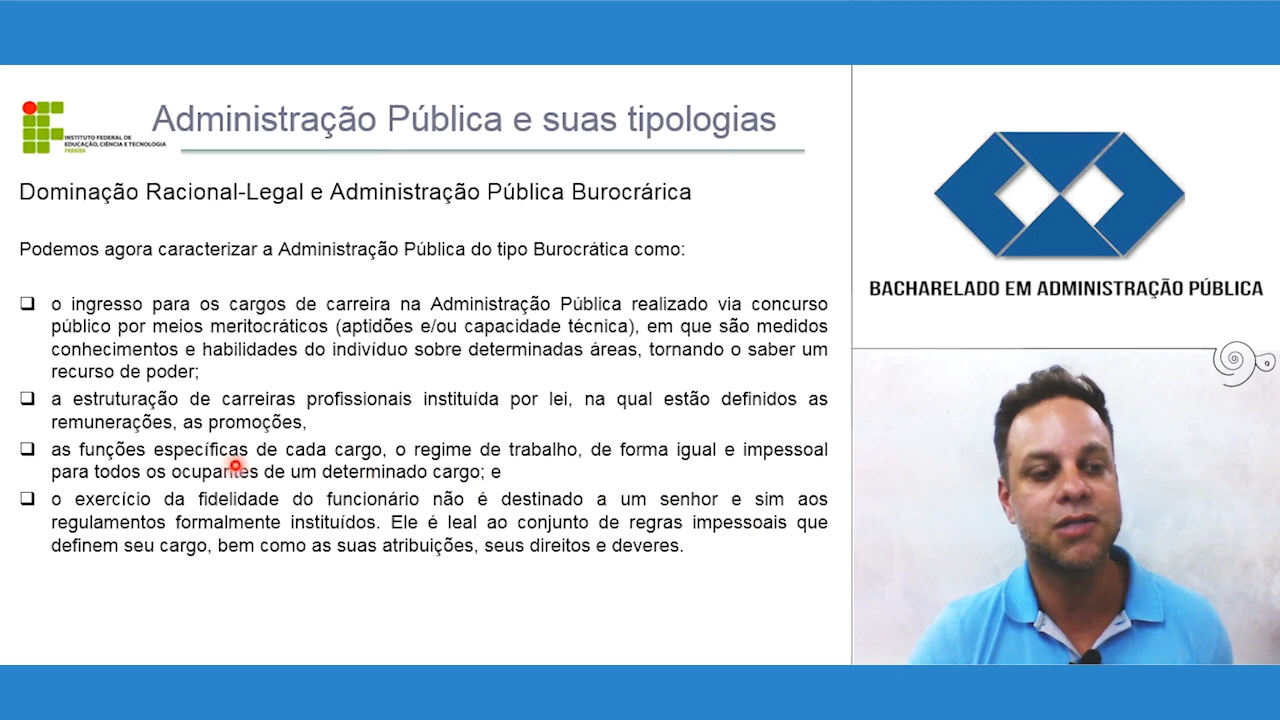 Administração Pública e suas tipologias
INSTITUTO FEDERAL DE
EDUCAÇÃO, CIÊNCIA E TECNOLOGIA
PARAÍBA
Dominação Racional-Legal e Administração Pública Burocrárica
Podemos agora caracterizar a Administração Pública do tipo Burocrática como:
o ingresso para os cargos de carreira na Administração Pública realizado via concurso
público por meios meritocráticos (aptidões e/ou capacidade técnica), em que são medidos
conhecimentos e habilidades do indivíduo sobre determinadas áreas, tornando o saber um
recurso de poder;
a estruturação de carreiras profissionais instituída por lei, na qual estão definidos as
remunerações, as promoções,
as funções específicas de cada cargo, o regime de trabalho, de forma igual e impessoal
para todos os ocupantes de um determinado cargo; e
o exercício da fidelidade do funcionário não é destinado a um senhor e sim aos
regulamentos formalmente instituídos. Ele é leal ao conjunto de regras impessoais que
definem seu cargo, bem como as suas atribuições, seus direitos e deveres.
BACHARELADO EM ADMINISTRAÇÃO PÚBLICA